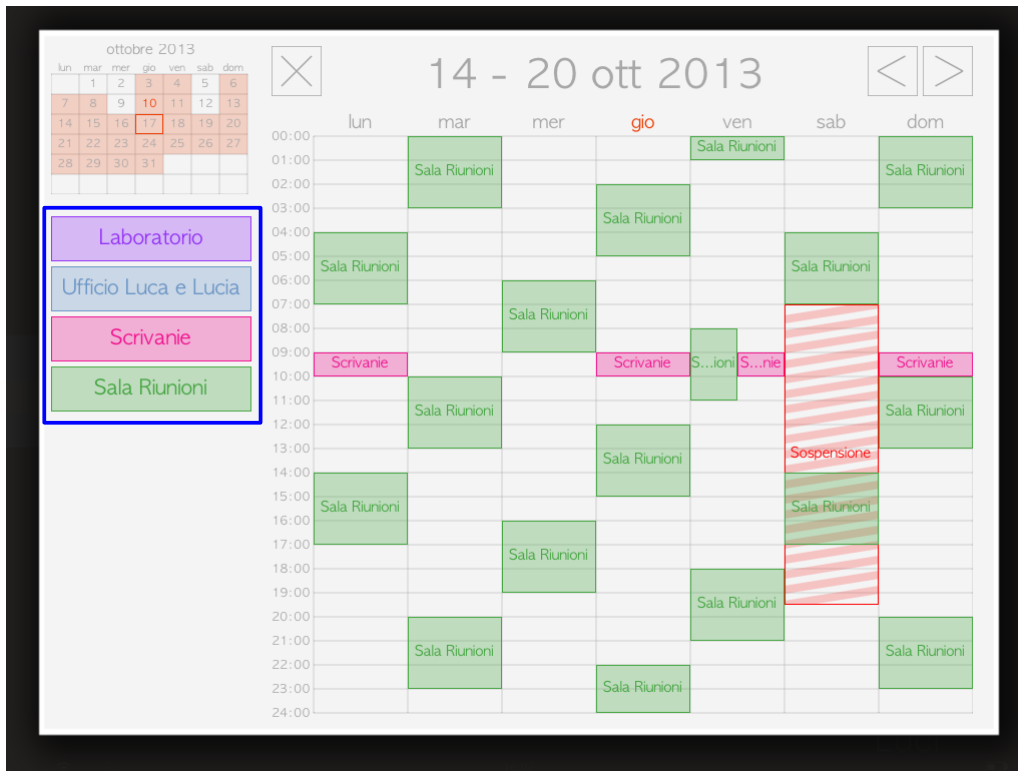 ottobre 2013
lun mar mer gio ven sab dom
1 2 3 4 5 6
7 8 9 10 11 12 13
14 15 16 17 18 19 20
21 22 23 24 25 26 27
28 29 30 31
Laboratorio
Ufficio Luca e Lucia
Scrivanie
Sala Riunioni
14 - 20 ott 2013
< >
lun mar mer gio ven sab dom
00:00
Sala Riunioni
01:00
Sala Riunioni Sala Riunioni
02:00
03:00
Sala Riunioni
04:00
05:00
Sala Riunioni Sala Riunioni
06:00
07:00
Sala Riunioni
08:00
09:00
Scrivanie Scrivanie S...ioni S...nie Scrivanie
10:00
11:00
Sala Riunioni Sala Riunioni
12:00
13:00
Sala Riunioni Sospensione
14:00
15:00
Sala Riunioni Sala Riunioni
16:00
17:00
Sala Riunioni
18:00
19:00
Sala Riunioni
20:00
21:00
Sala Riunioni Sala Riunioni
22:00
23:00
Sala Riunioni
24:00